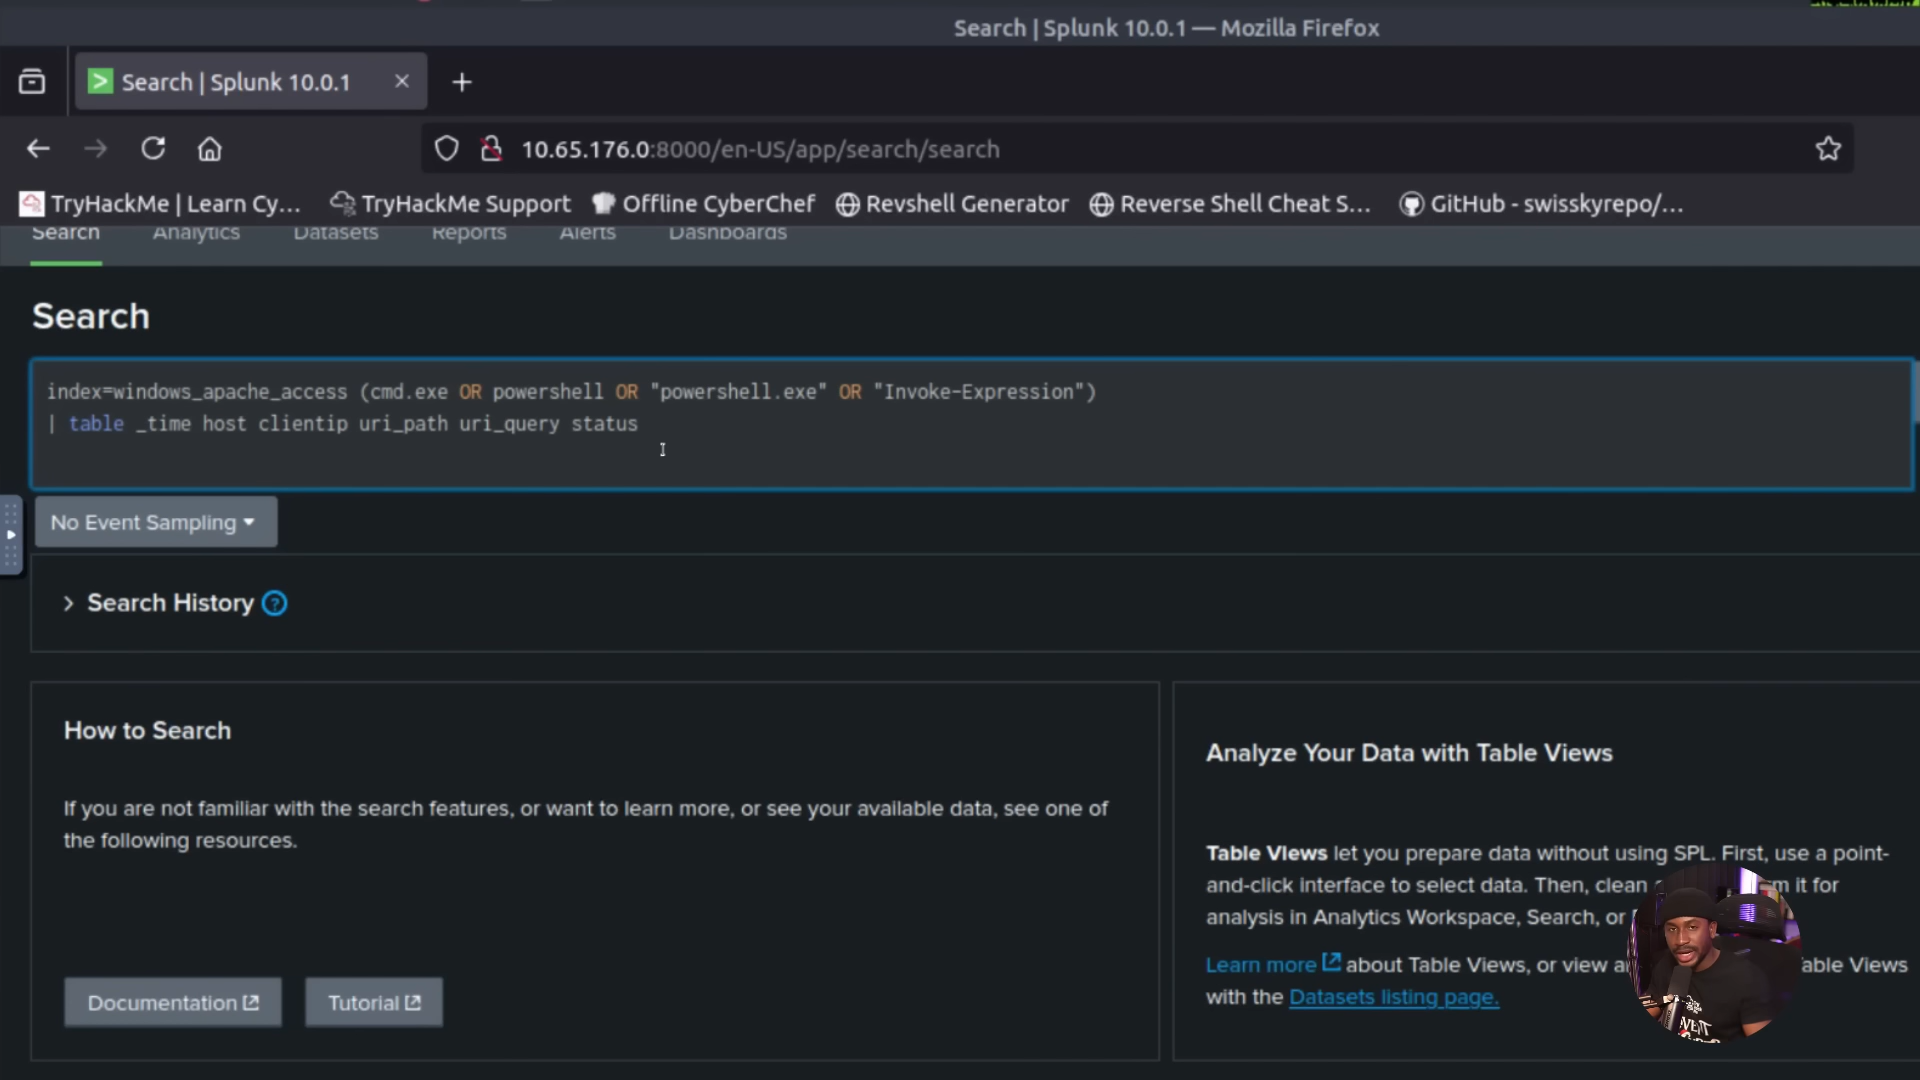 Search | Splunk 10.0.1 — Mozilla Firefox
Search | Splunk 10.0.1
10.65.176.0:8000/en-US/app/search/search
TryHackMe | Learn Cy... TryHackMe Support Offline CyberChef Revshell Generator Reverse Shell Cheat S... GitHub - swisskyrepo/...
Search Analytics Datasets Reports Alerts Dashboards
Search
index=windows_apache_access (cmd.exe OR powershell OR "powershell.exe" OR "Invoke-Expression")
| table _time host clientip uri_path uri_query status
No Event Sampling
Search History ?
How to Search
If you are not familiar with the search features, or want to learn more, or see your available data, see one of
the following resources.
Documentation
Tutorial
Analyze Your Data with Table Views
Table Views let you prepare data without using SPL. First, use a point-
and-click interface to select data. Then, clean it for
analysis in Analytics Workspace, Search, or
Learn more about Table Views, or view Table Views
with the Datasets listing page.